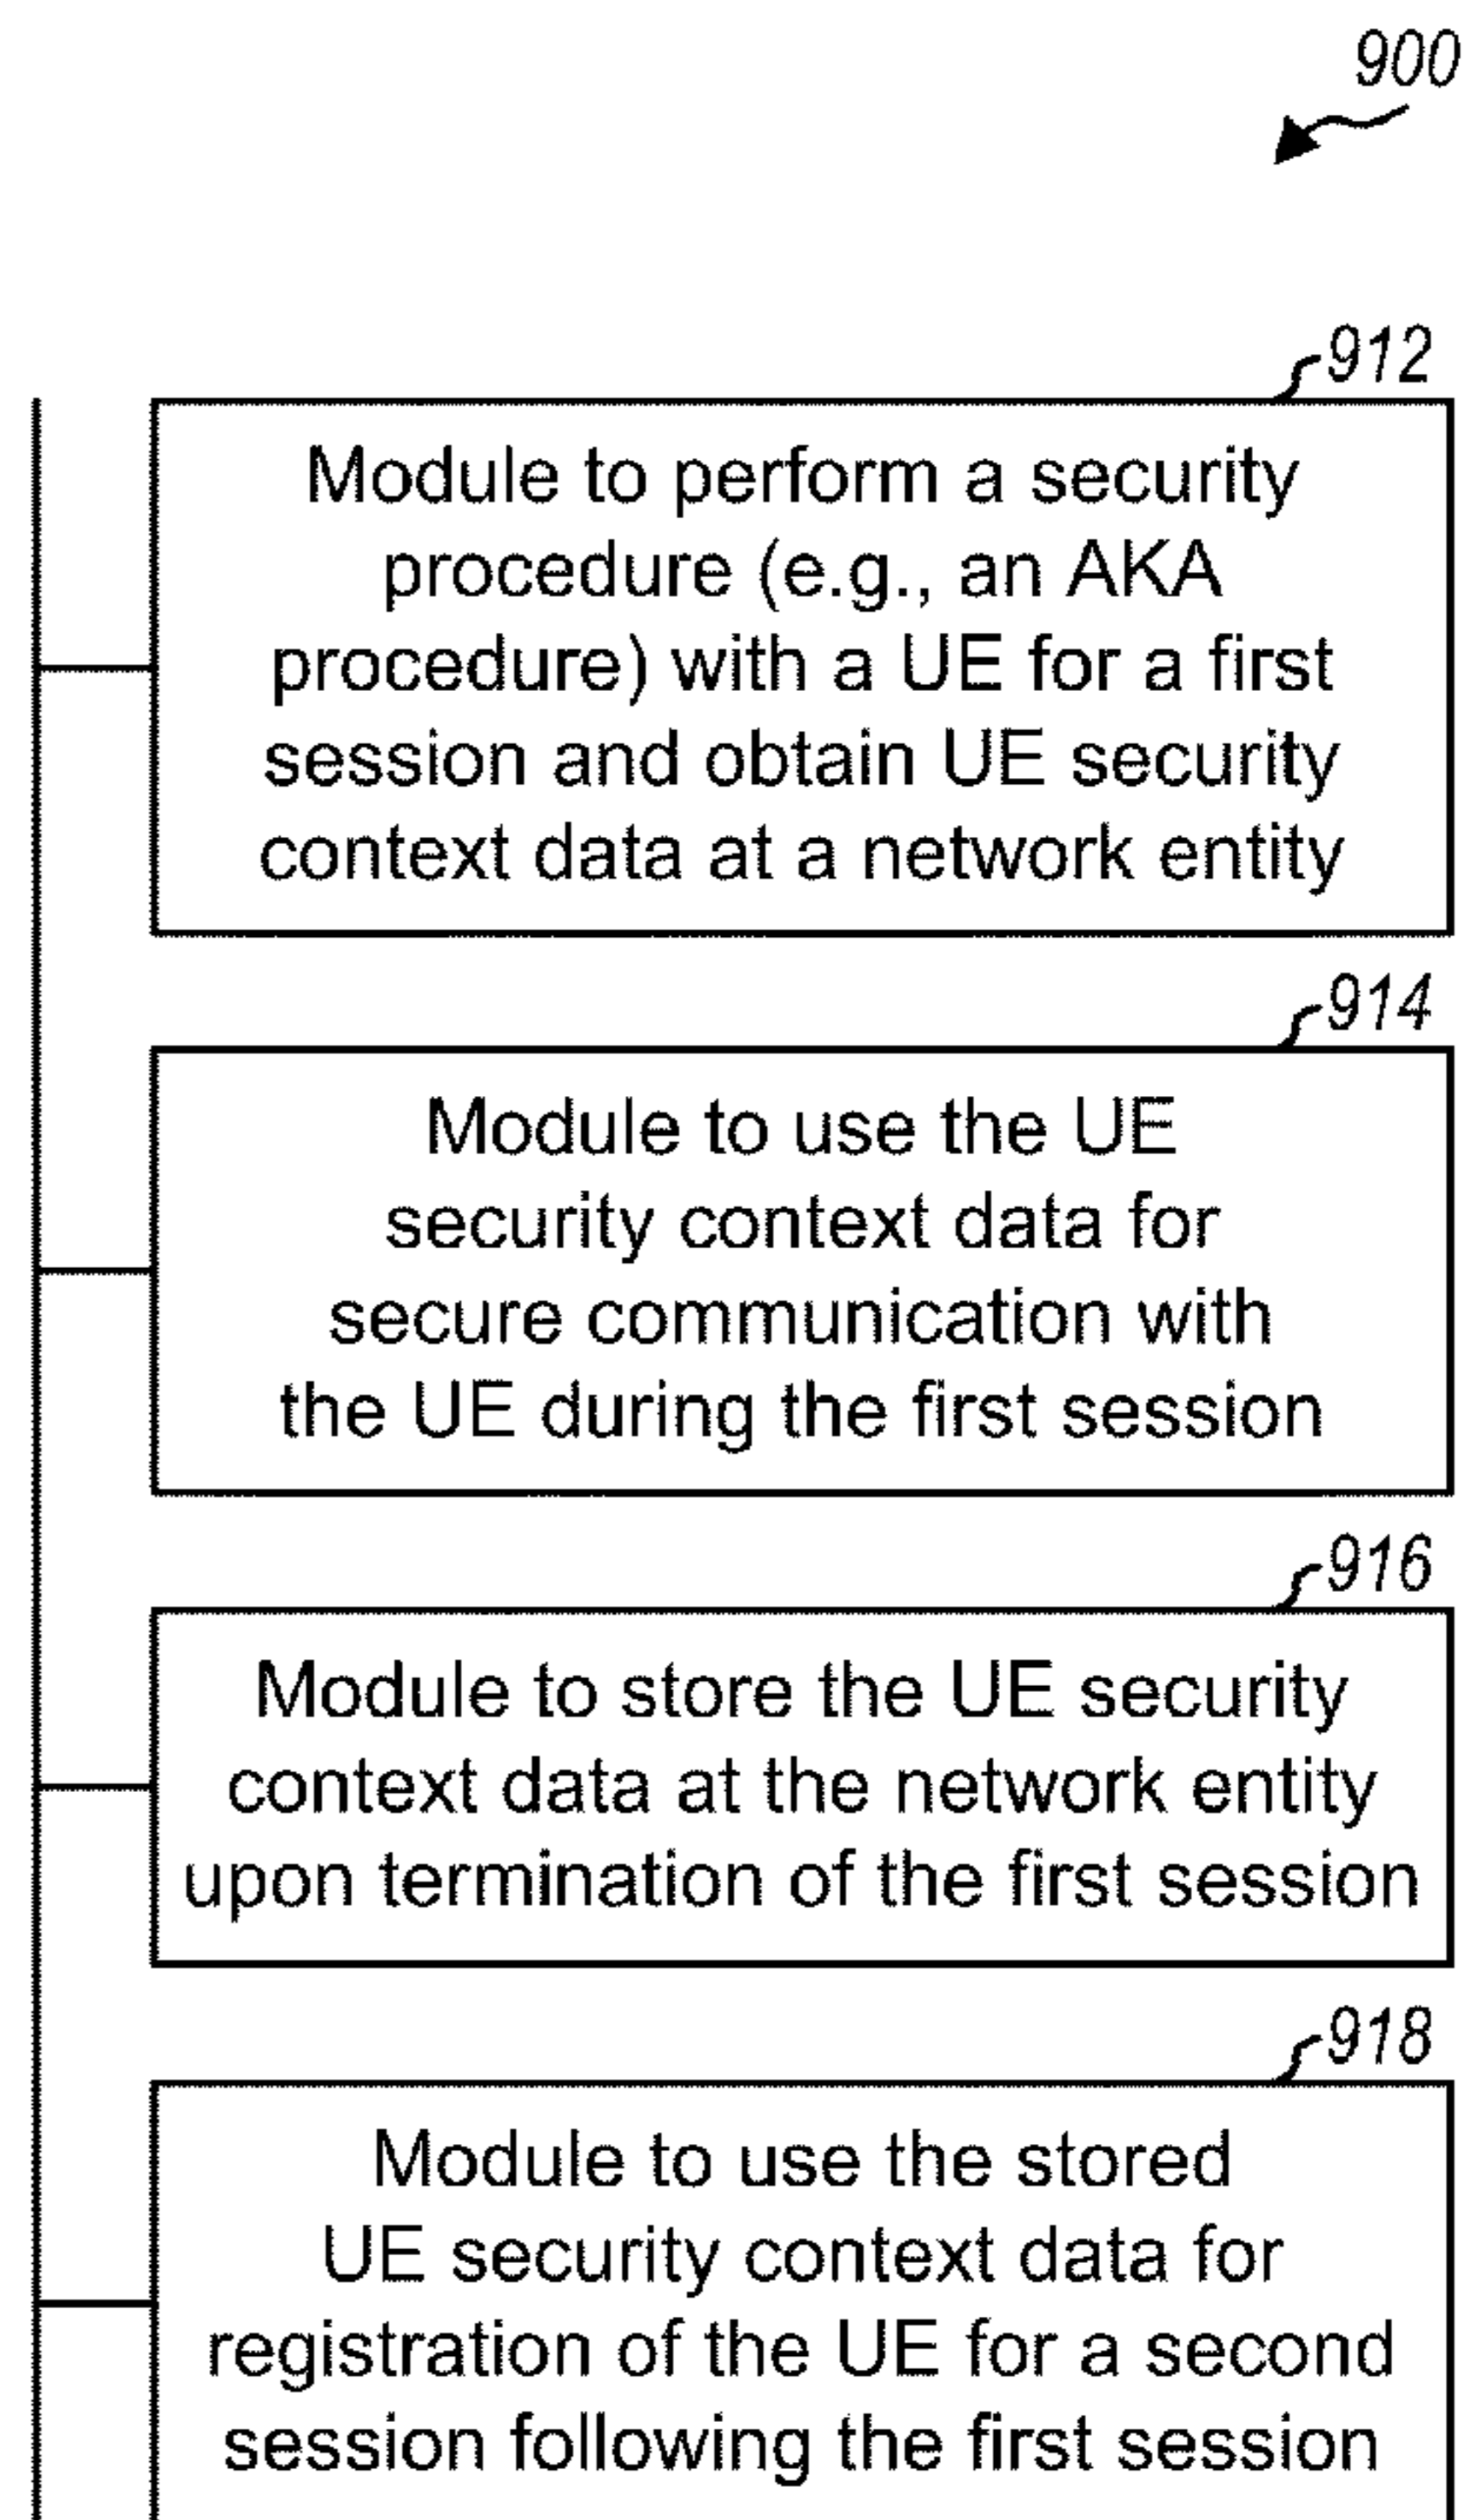 900
912
Module to perform a security
procedure (e.g., an AKA
procedure) with a UE for a first
session and obtain UE security
context data at a network entity
914
Module to use the UE
security context data for
secure communication with
the UE during the first session
916
Module to store the UE security
context data at the network entity
upon termination of the first session
918
Module to use the stored
UE security context data for
registration of the UE for a second
session following the first session